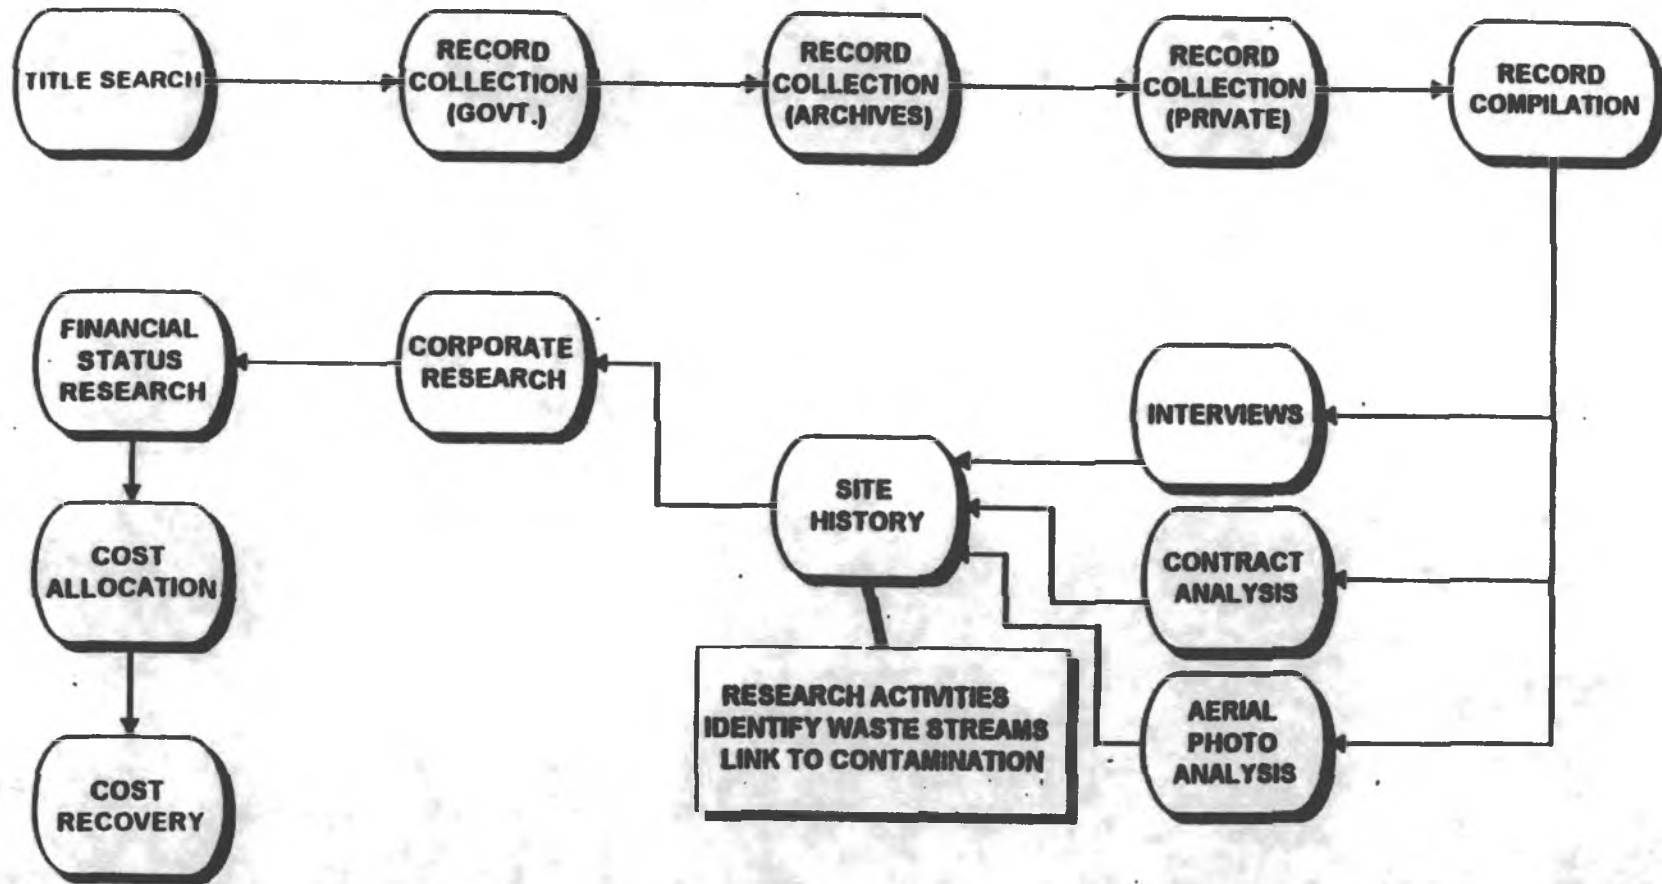 TITLE SEARCH
RECORD
COLLECTION
(GOVT.)
RECORD
COLLECTION
(ARCHIVES)
RECORD
COLLECTION
(PRIVATE)
RECORD
COMPILATION
INTERVIEWS
CONTRACT
ANALYSIS
AERIAL
PHOTO
ANALYSIS
SITE
HISTORY
RESEARCH ACTIVITIES
IDENTIFY WASTE STREAMS
LINK TO CONTAMINATION
CORPORATE
RESEARCH
FINANCIAL
STATUS
RESEARCH
COST
ALLOCATION
COST
RECOVERY